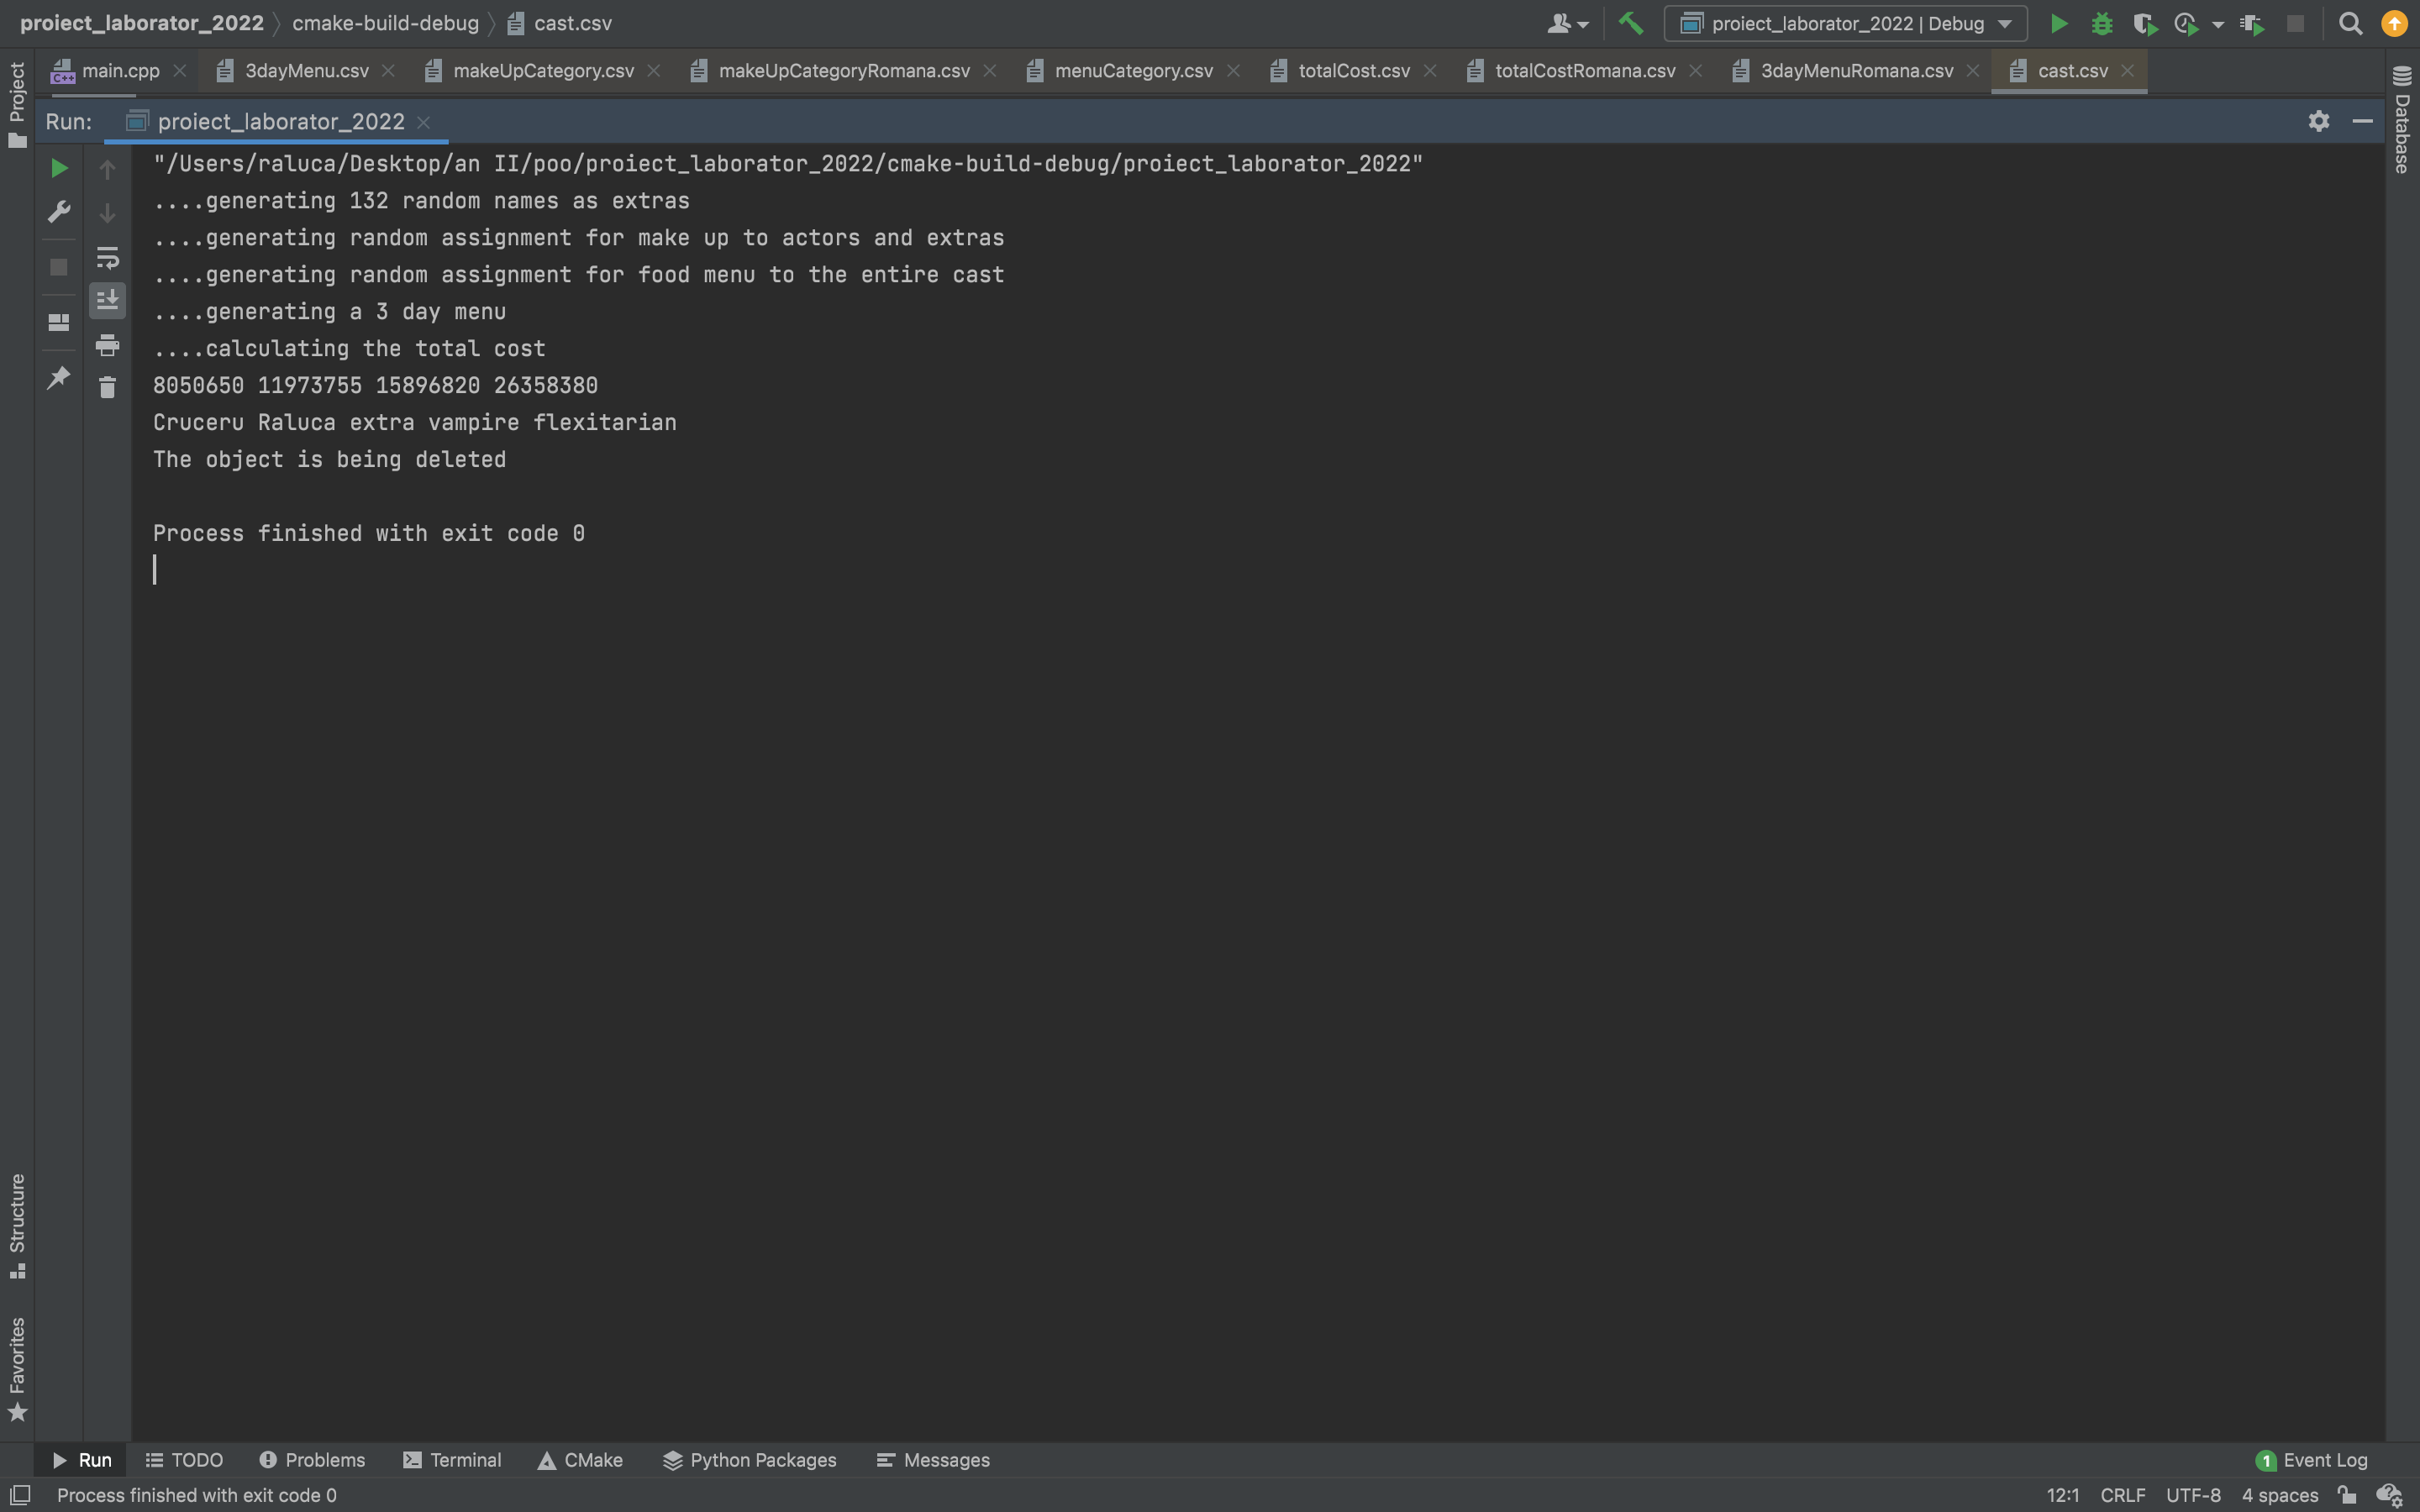 proiect_laborator_2022 cmake-build-debug cast.csv proiect_laborator_2022 | Debug
main.cpp 3dayMenu.csv makeUpCategory.csv makeUpCategoryRomana.csv menuCategory.csv totalCost.csv totalCostRomana.csv 3dayMenuRomana.csv cast.csv
Project
Database
Run: proiect_laborator_2022
"/Users/raluca/Desktop/an II/poo/proiect_laborator_2022/cmake-build-debug/proiect_laborator_2022"
....generating 132 random names as extras
....generating random assignment for make up to actors and extras
....generating random assignment for food menu to the entire cast
....generating a 3 day menu
....calculating the total cost
8050650 11973755 15896820 26358380
Cruceru Raluca extra vampire flexitarian
The object is being deleted
Process finished with exit code 0
Structure
Favorites
Run TODO Problems Terminal CMake Python Packages Messages 1 Event Log
Process finished with exit code 0 12:1 CRLF UTF-8 4 spaces